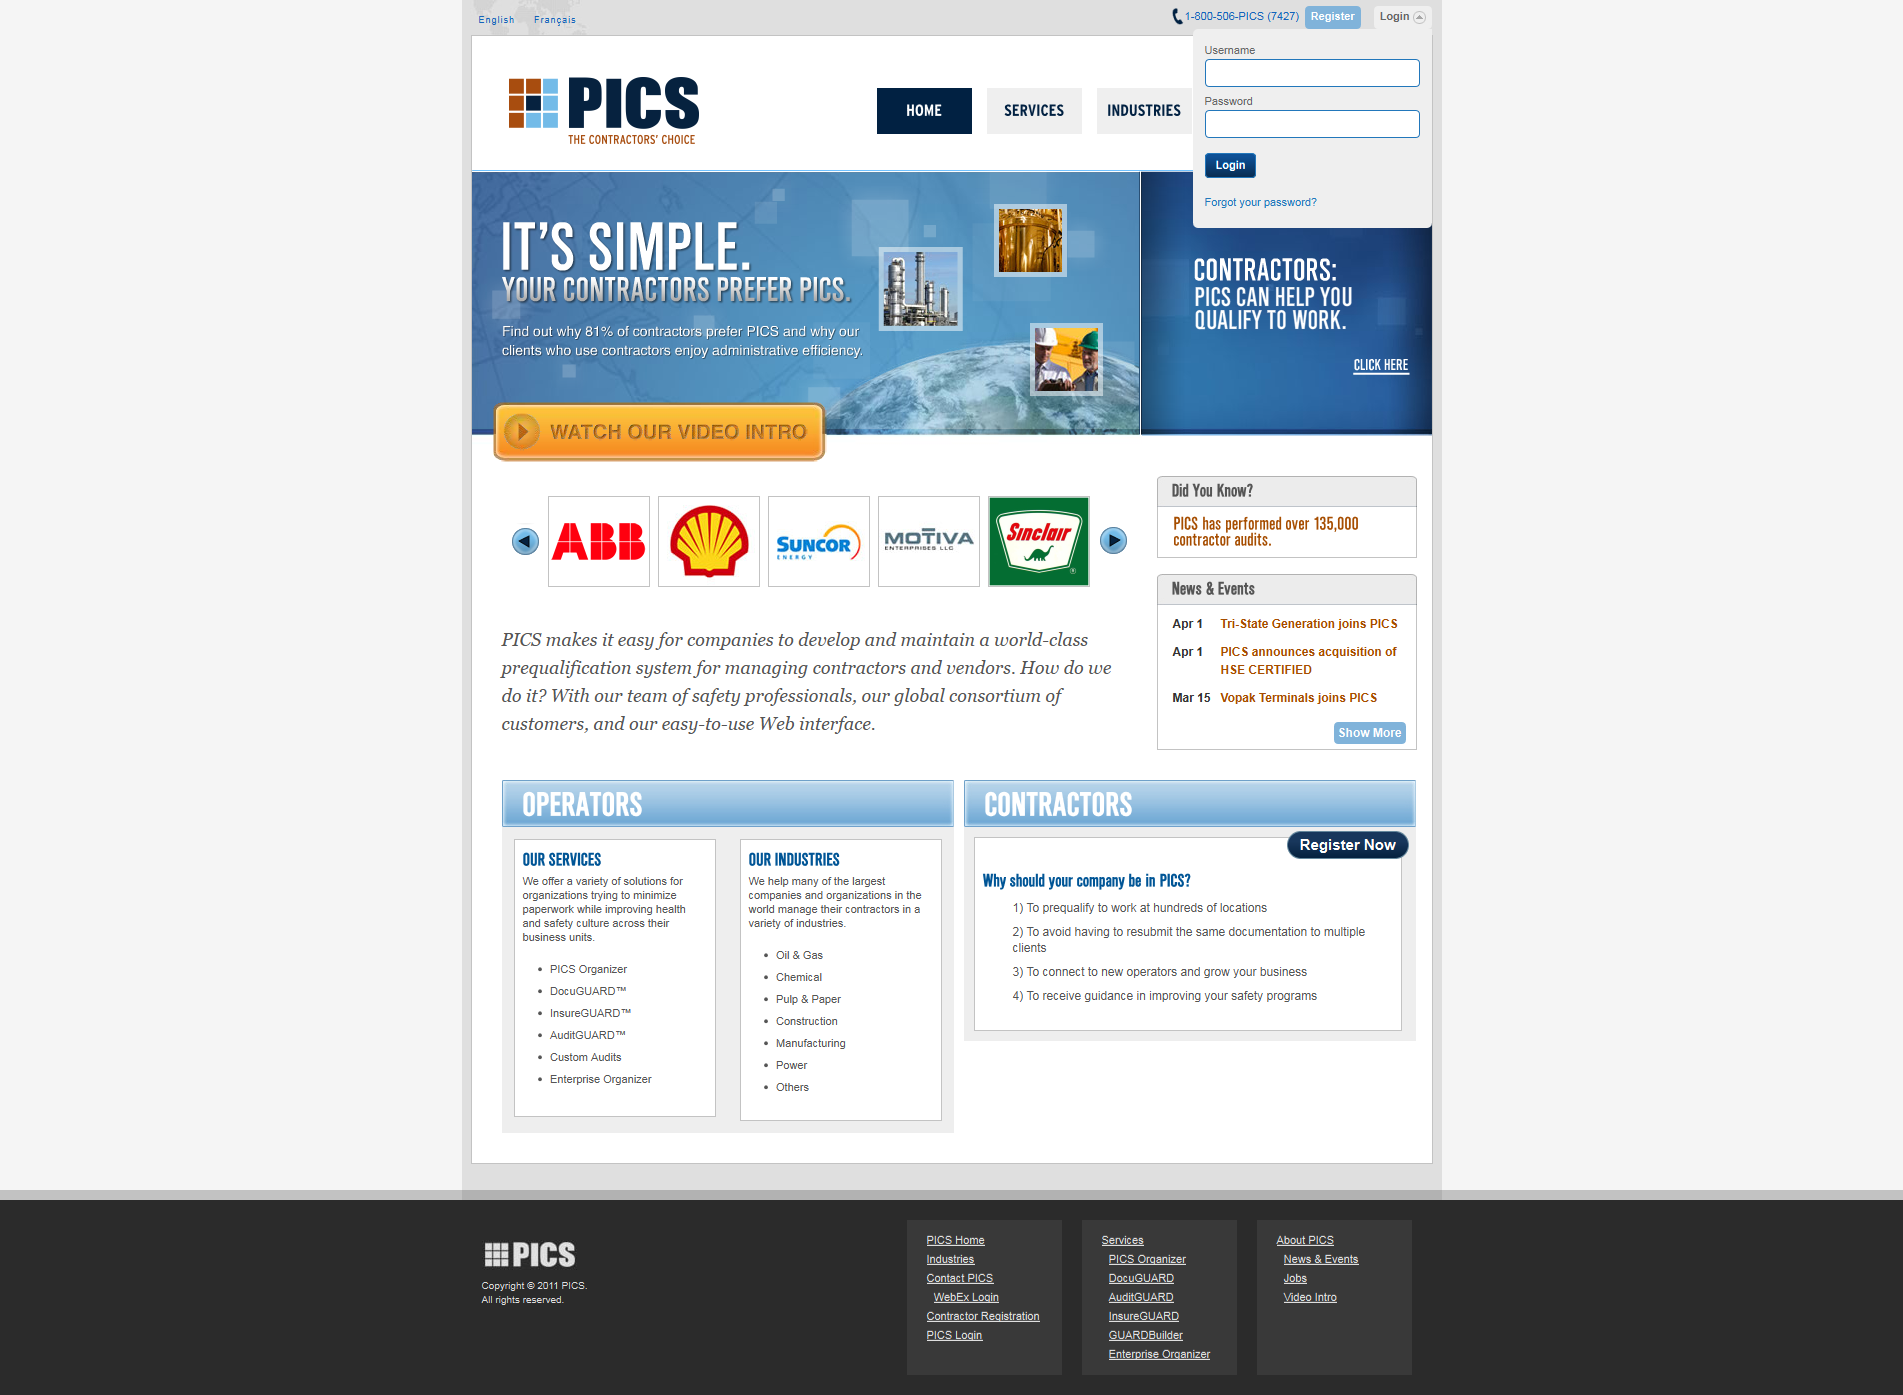 English Français
1-800-506-PICS (7427) Register Login
Username
Password
Login
Forgot your password?
PICS
THE CONTRACTORS' CHOICE
HOME SERVICES INDUSTRIES
IT'S SIMPLE.
YOUR CONTRACTORS PREFER PICS.
Find out why 81% of contractors prefer PICS and why our
clients who use contractors enjoy administrative efficiency.
WATCH OUR VIDEO INTRO
CONTRACTORS:
PICS CAN HELP YOU
QUALIFY TO WORK.
CLICK HERE
ABB
SUNCOR
ENERGY
MOTIVA
ENTERPRISES LLC
Sinclair
®
Did You Know?
PICS has performed over 135,000
contractor audits.
News & Events
Apr 1 Tri-State Generation joins PICS
Apr 1 PICS announces acquisition of
HSE CERTIFIED
Mar 15 Vopak Terminals joins PICS
Show More
PICS makes it easy for companies to develop and maintain a world-class
prequalification system for managing contractors and vendors. How do we
do it? With our team of safety professionals, our global consortium of
customers, and our easy-to-use Web interface.
OPERATORS
OUR SERVICES
We offer a variety of solutions for
organizations trying to minimize
paperwork while improving health
and safety culture across their
business units.
• PICS Organizer
• DocuGUARD™
• InsureGUARD™
• AuditGUARD™
• Custom Audits
• Enterprise Organizer
OUR INDUSTRIES
We help many of the largest
companies and organizations in the
world manage their contractors in a
variety of industries.
• Oil & Gas
• Chemical
• Pulp & Paper
• Construction
• Manufacturing
• Power
• Others
CONTRACTORS
Register Now
Why should your company be in PICS?
1) To prequalify to work at hundreds of locations
2) To avoid having to resubmit the same documentation to multiple
clients
3) To connect to new operators and grow your business
4) To receive guidance in improving your safety programs
PICS
Copyright © 2011 PICS.
All rights reserved.
PICS Home
Industries
Contact PICS
WebEx Login
Contractor Registration
PICS Login
Services
PICS Organizer
DocuGUARD
AuditGUARD
InsureGUARD
GUARDBuilder
Enterprise Organizer
About PICS
News & Events
Jobs
Video Intro